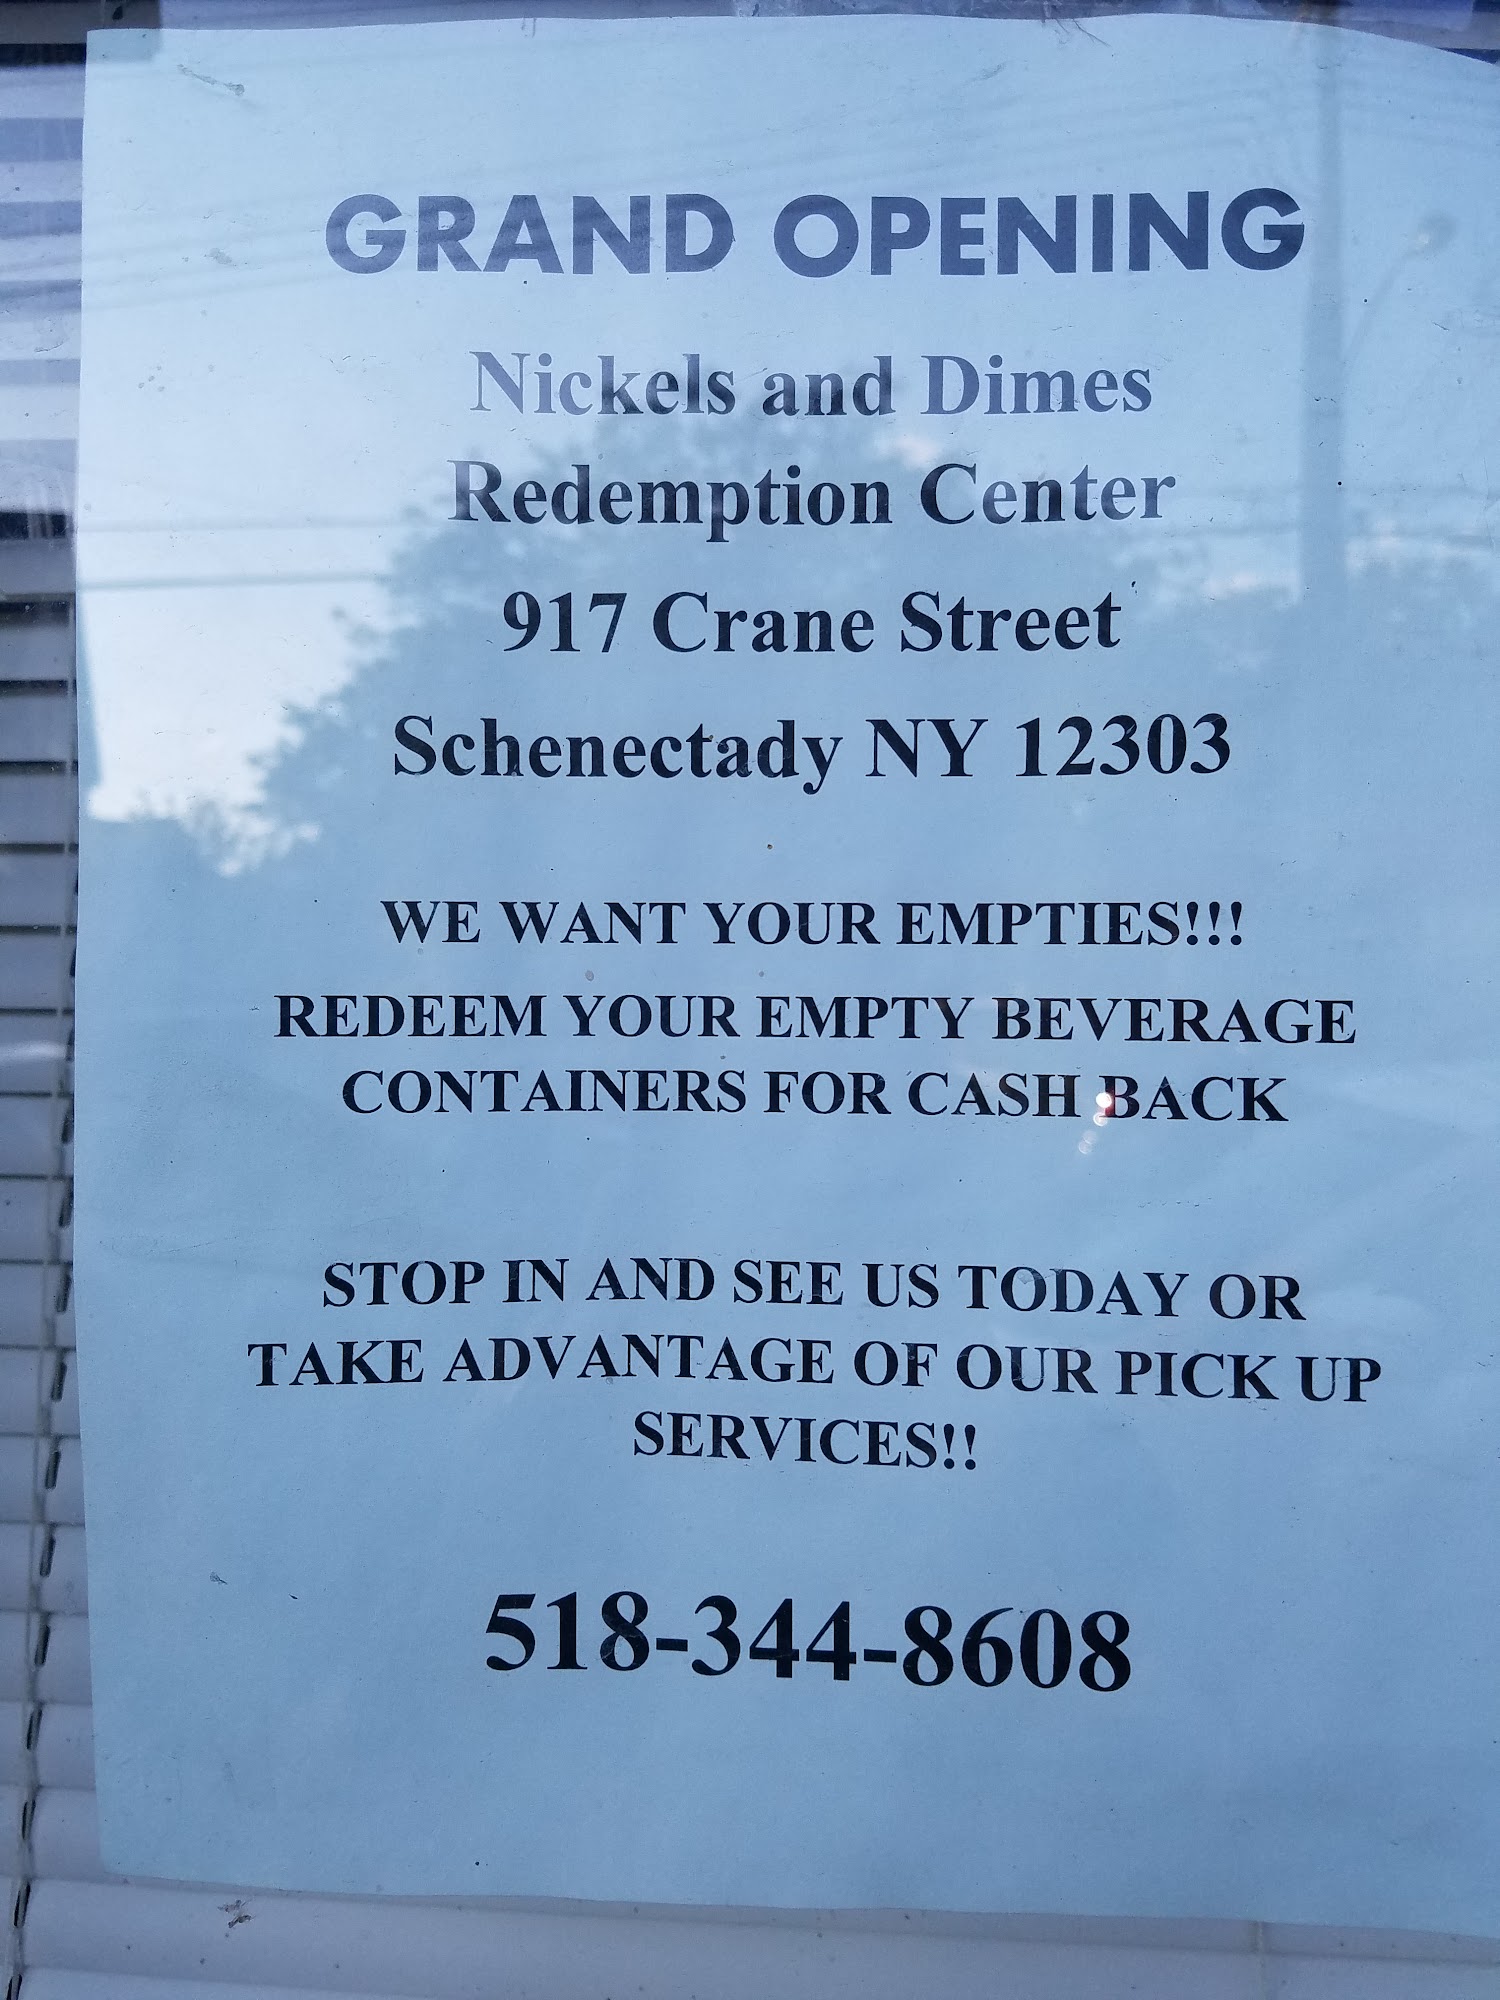 GRAND OPENING
Nickels and Dimes
Redemption Center
917 Crane Street
Schenectady NY 12303
WE WANT YOUR EMPTIES!!!
REDEEM YOUR EMPTY BEVERAGE
CONTAINERS FOR CASH BACK
STOP IN AND SEE US TODAY OR
TAKE ADVANTAGE OF OUR PICK UP
SERVICES!!
518-344-8608